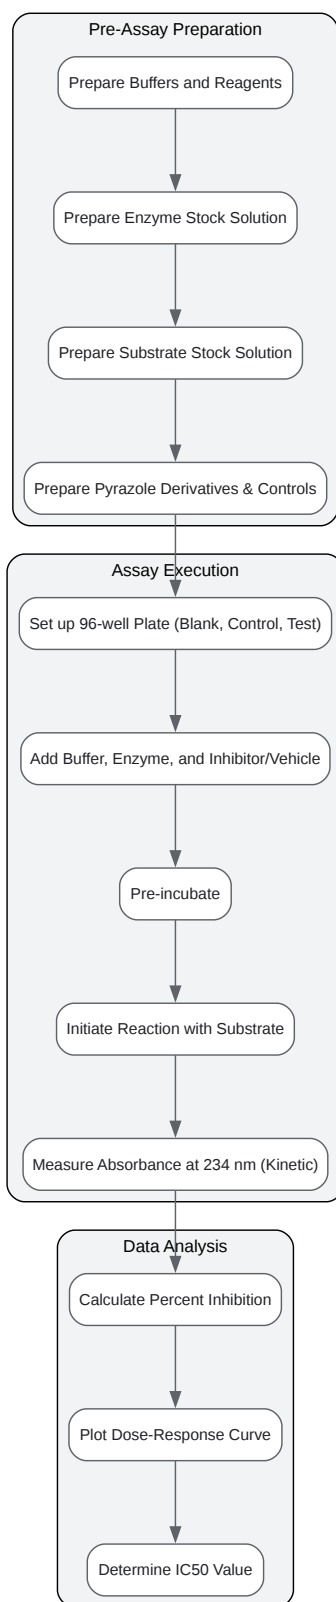 Pre-Assay Preparation
Prepare Buffers and Reagents
Prepare Enzyme Stock Solution
Prepare Substrate Stock Solution
Prepare Pyrazole Derivatives & Controls
Assay Execution
Set up 96-well Plate (Blank, Control, Test)
Add Buffer, Enzyme, and Inhibitor/Vehicle
Pre-incubate
Initiate Reaction with Substrate
Measure Absorbance at 234 nm (Kinetic)
Data Analysis
Calculate Percent Inhibition
Plot Dose-Response Curve
Determine IC50 Value